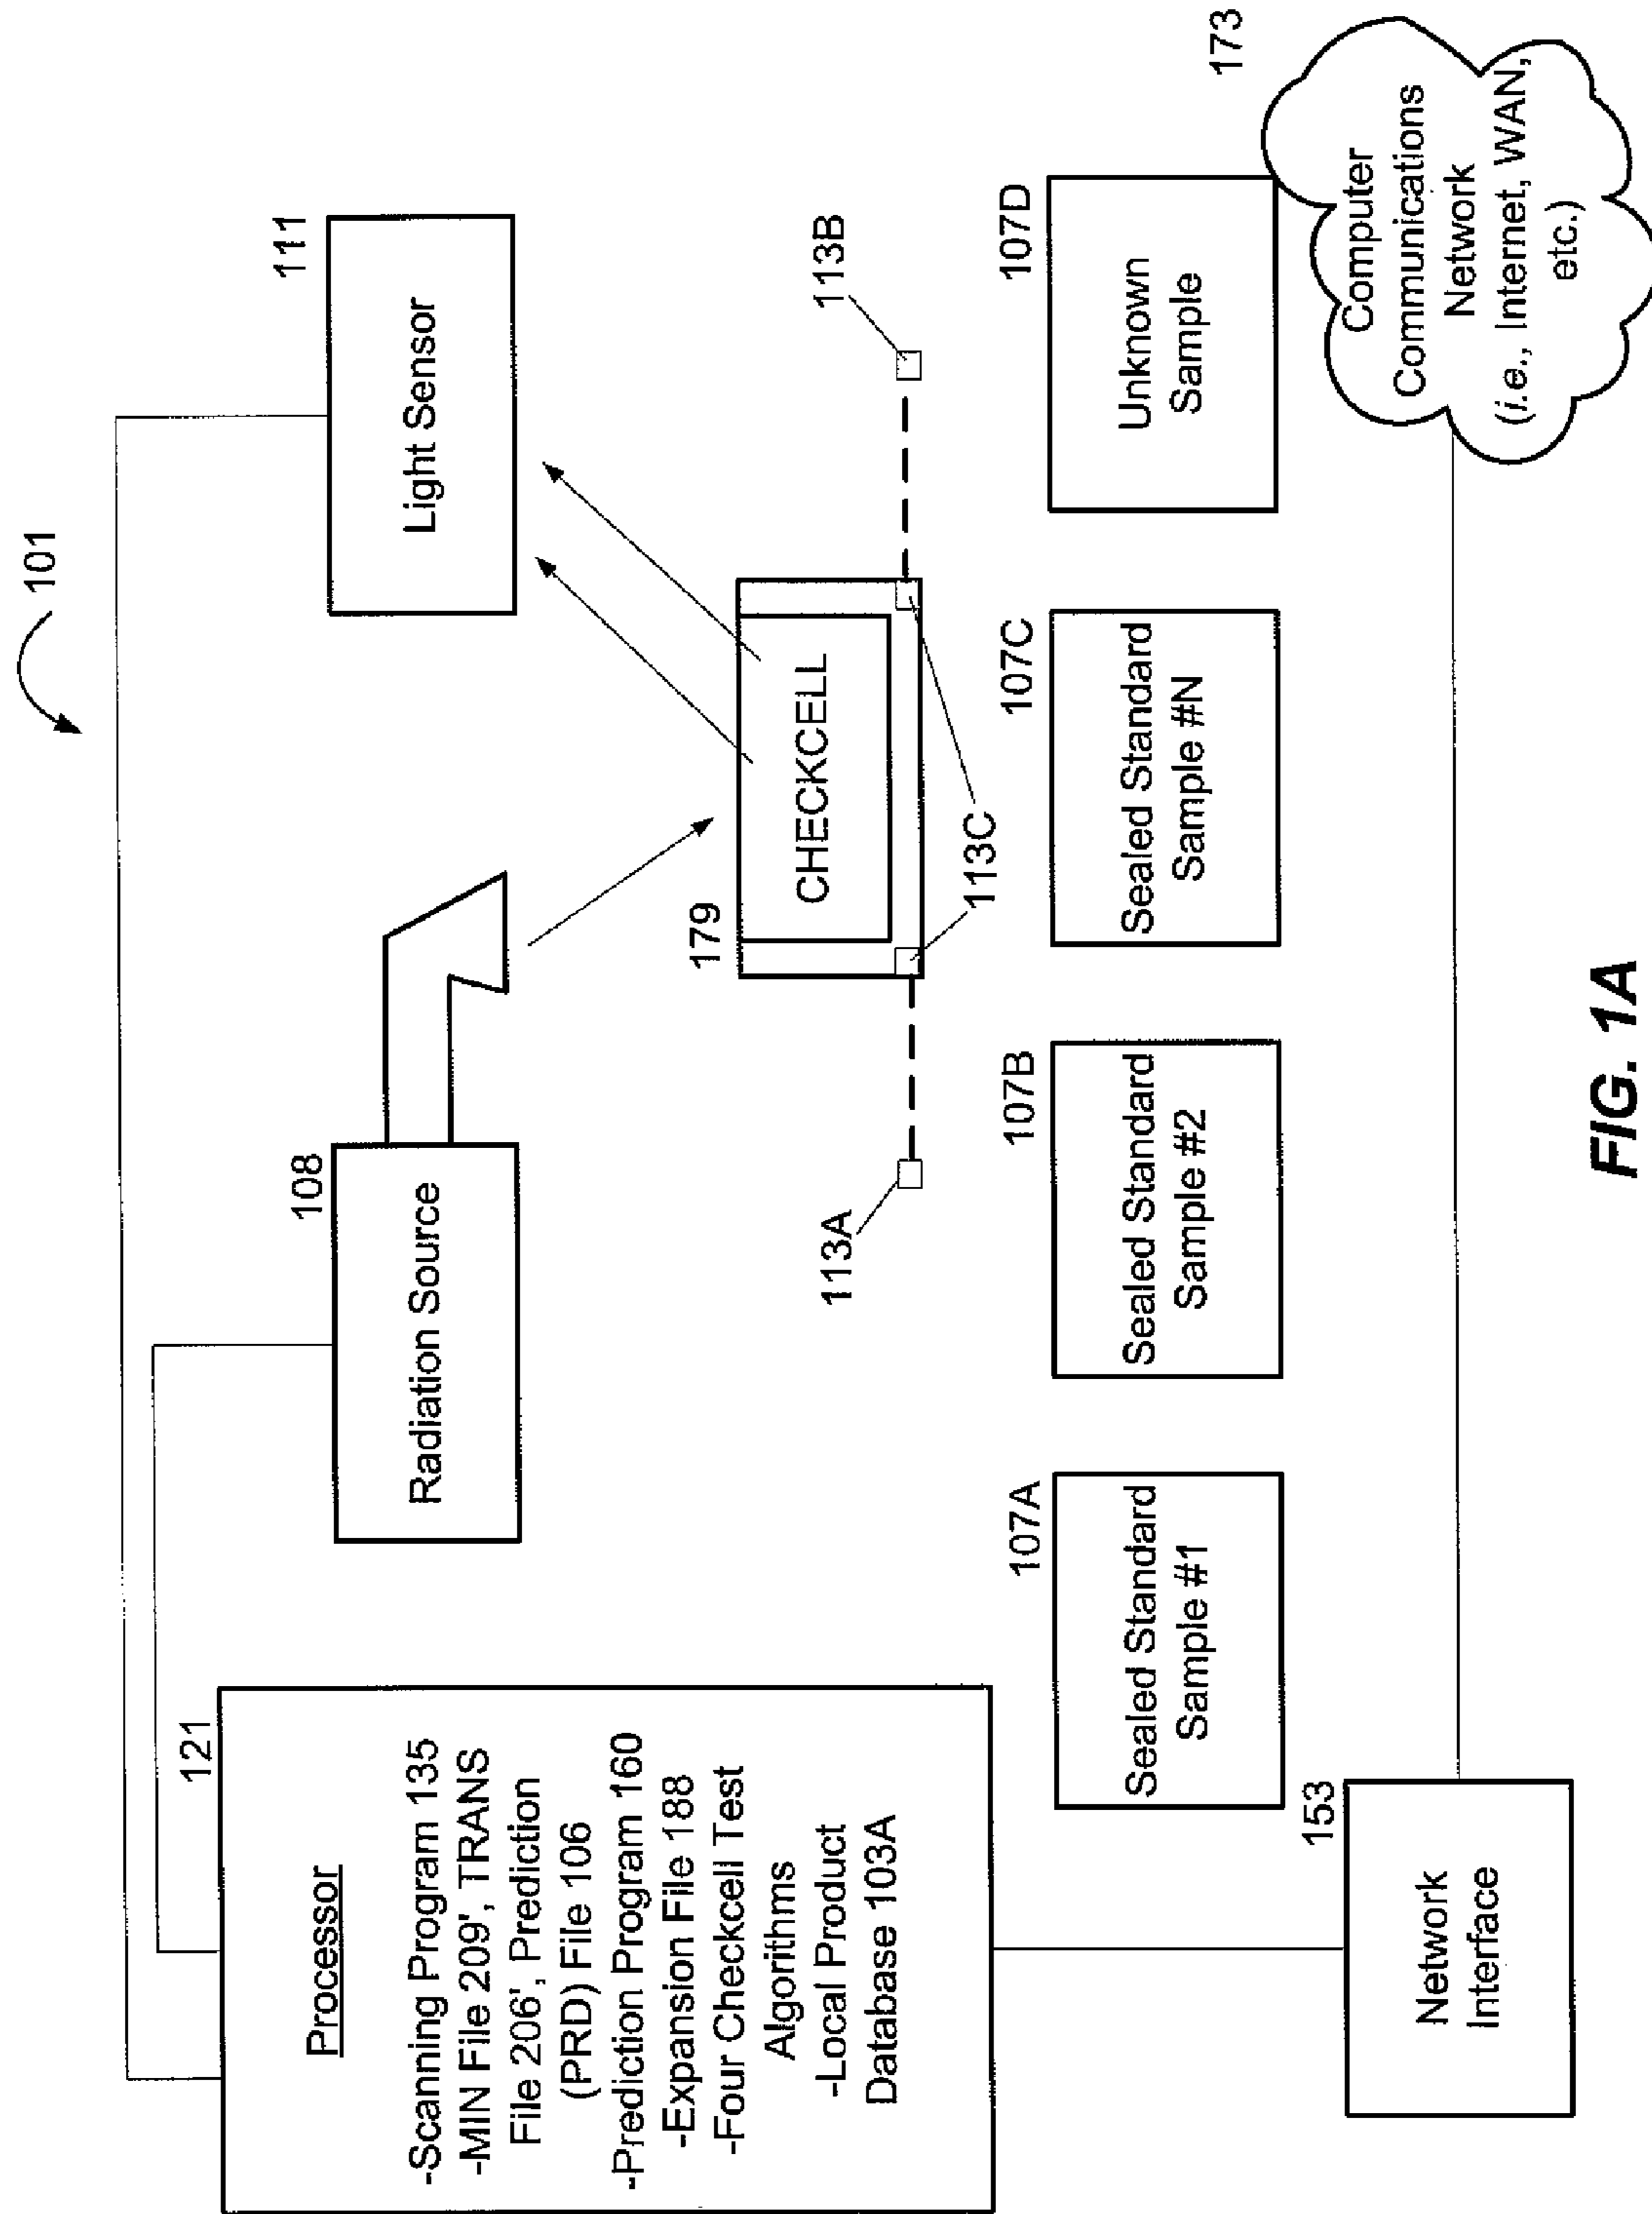 101
121
Processor
-Scanning Program 135
-MIN File 209', TRANS
File 206', Prediction
(PRD) File 106
-Prediction Program 160
-Expansion File 188
-Four Checkcell Test
Algorithms
-Local Product
Database 103A
108
Radiation Source
111
Light Sensor
179
CHECKCELL
113A
113C
113B
107A
Sealed Standard
Sample #1
107B
Sealed Standard
Sample #2
107C
Sealed Standard
Sample #N
107D
Unknown
Sample
153
Network
Interface
173
Computer
Communications
Network
(i.e., Internet, WAN,
etc.)
FIG. 1A